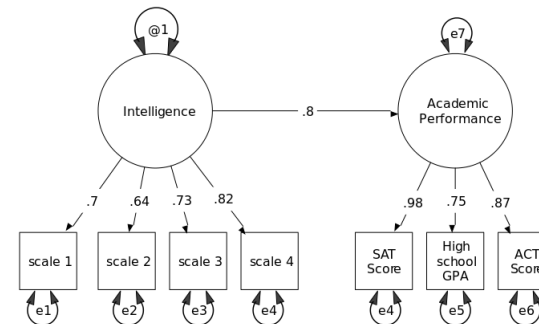 @1
e7
Intelligence
.8
Academic
Performance
.7
.64
.73
.82
.98
.75
.87
scale 1
scale 2
scale 3
scale 4
SAT
Score
High
school
GPA
ACT
Score
e1
e2
e3
e4
e4
e5
e6